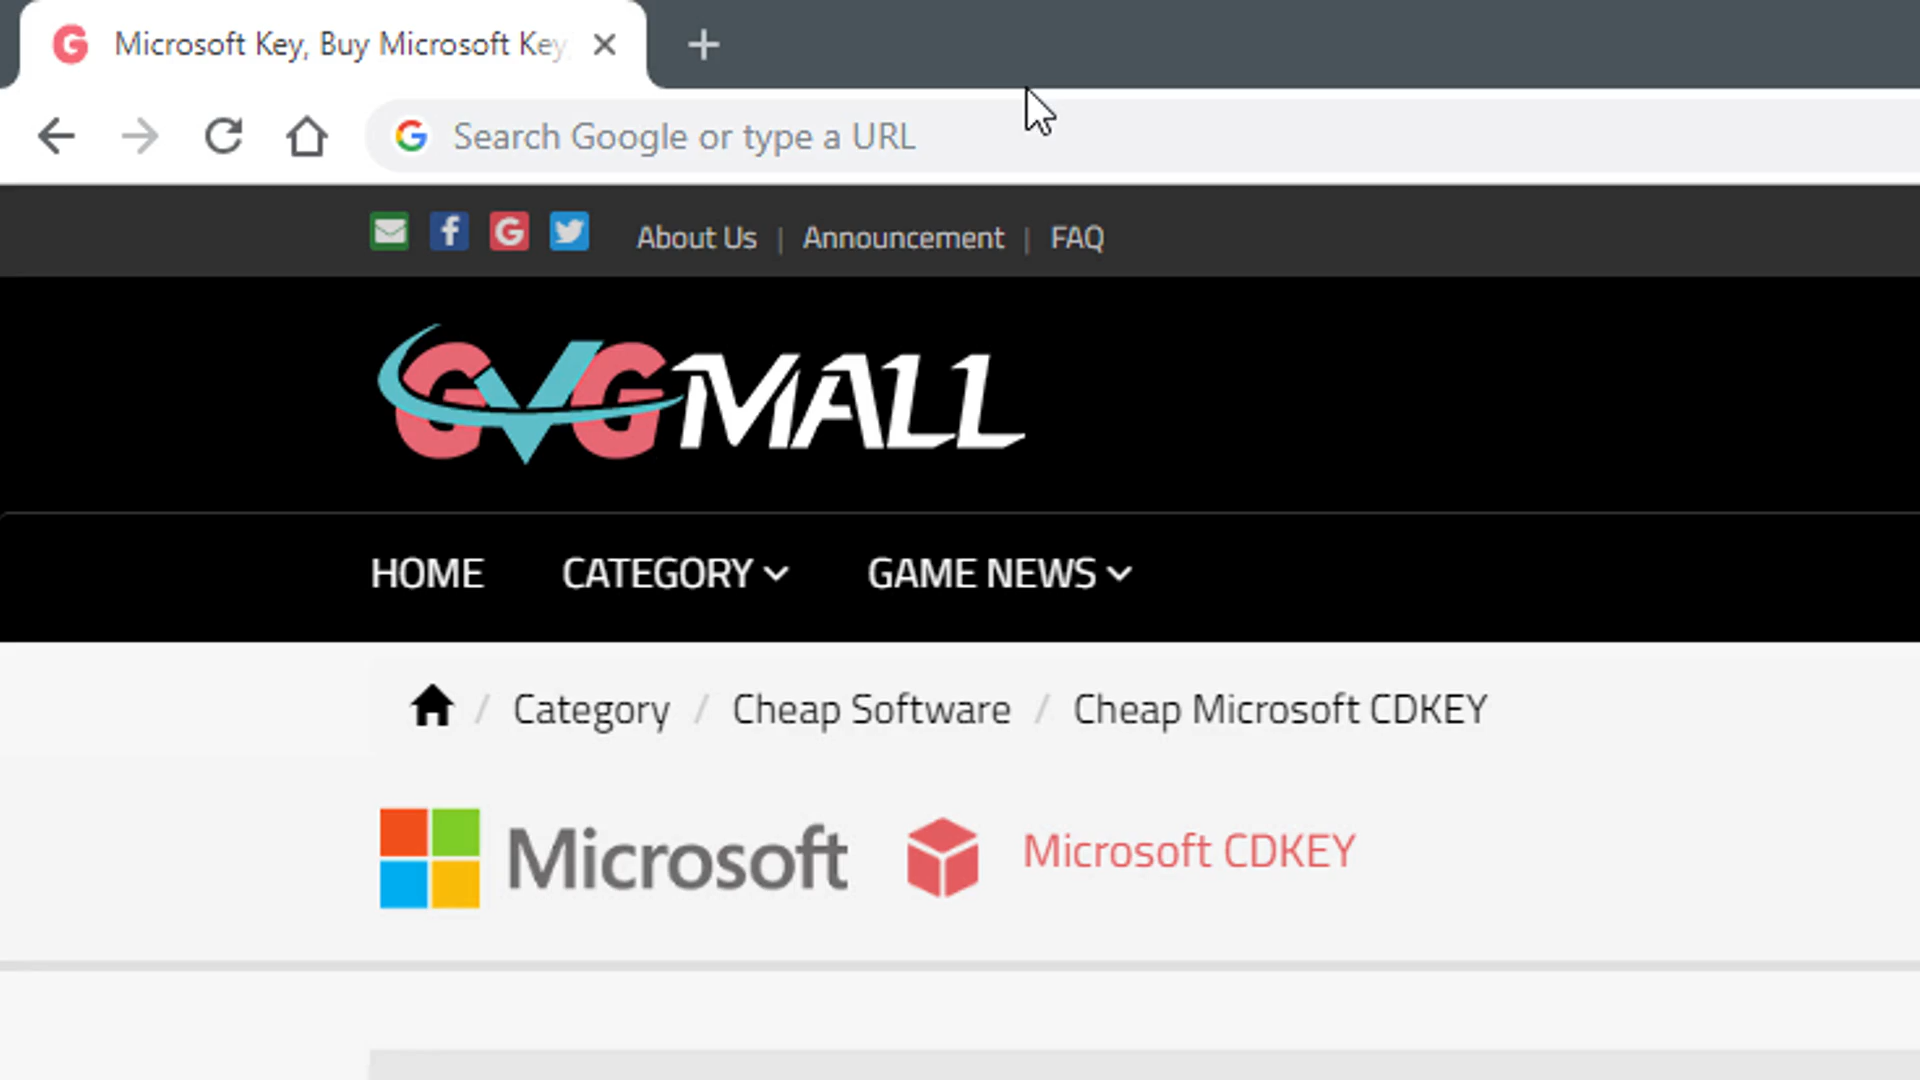 Microsoft Key, Buy Microsoft Key
Search Google or type a URL
About Us | Announcement | FAQ
GVGMALL
HOME CATEGORY GAME NEWS
/ Category / Cheap Software / Cheap Microsoft CDKEY
Microsoft Microsoft CDKEY